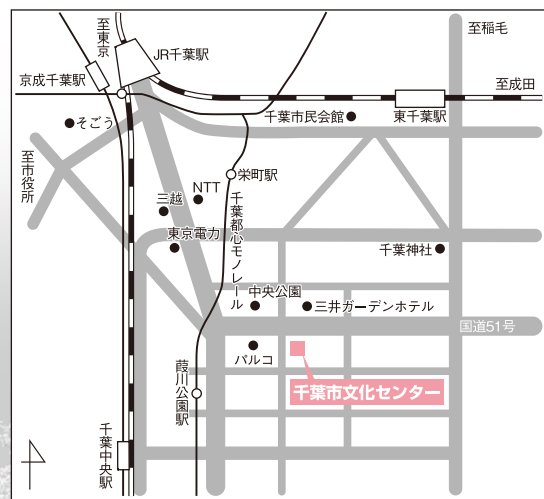 至東京
JR千葉駅
至稲毛
京成千葉駅
至成田
そごう
千葉市民会館
東千葉駅
至市役所
栄町駅
NTT
三越
千葉都心モノレール
東京電力
千葉神社
中央公園
三井ガーデンホテル
国道51号
パルコ
千葉市文化センター
葭川公園駅
千葉中央駅